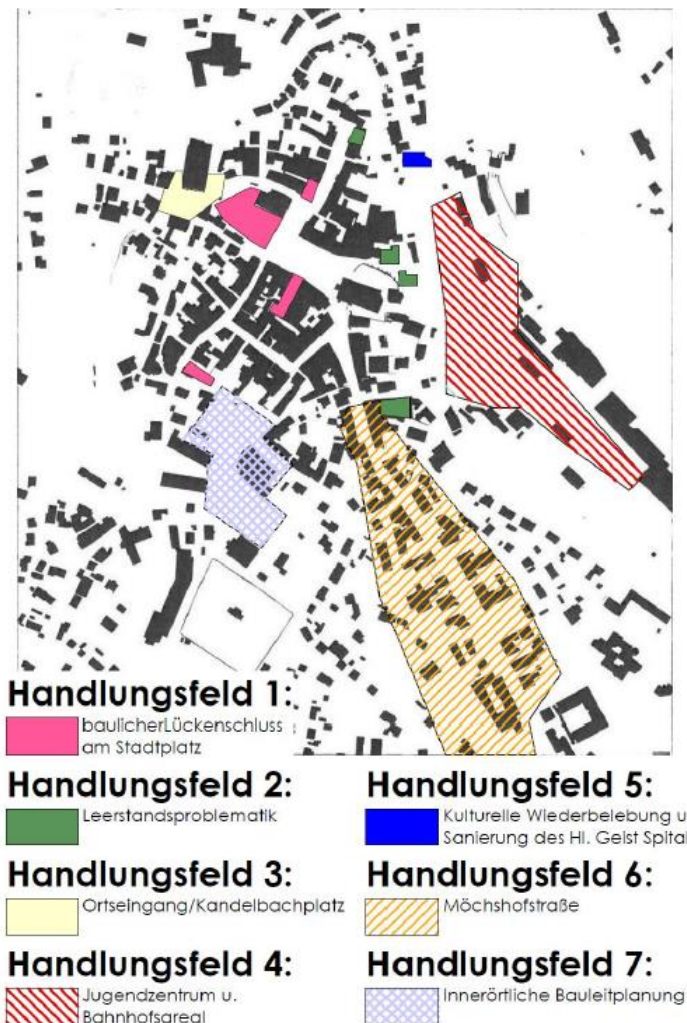 Handlungsfeld 1:
baulicherLückenschluss
am Stadtplatz
Handlungsfeld 2:
Leerstandsproblematik
Handlungsfeld 3:
Ortseingang/Kandelbachplatz
Handlungsfeld 4:
Jugendzentrum u.
Bahnhofsareal
Handlungsfeld 5:
Kulturelle Wiederbelebung u
Sanierung des Hl. Geist Spital
Handlungsfeld 6:
Möchshofstraße
Handlungsfeld 7:
Innerörtliche Bauleitplanung